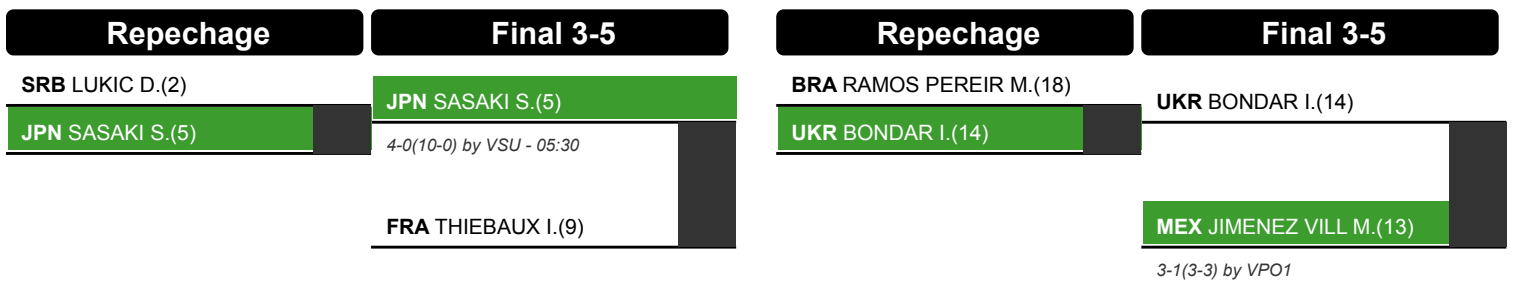 Repechage
Final 3-5
SRB LUKIC D.(2)
JPN SASAKI S.(5)
JPN SASAKI S.(5)
4-0(10-0) by VSU - 05:30
FRA THIEBAUX I.(9)
Repechage
Final 3-5
BRA RAMOS PEREIR M.(18)
UKR BONDAR I.(14)
UKR BONDAR I.(14)
MEX JIMENEZ VILL M.(13)
3-1(3-3) by VPO1